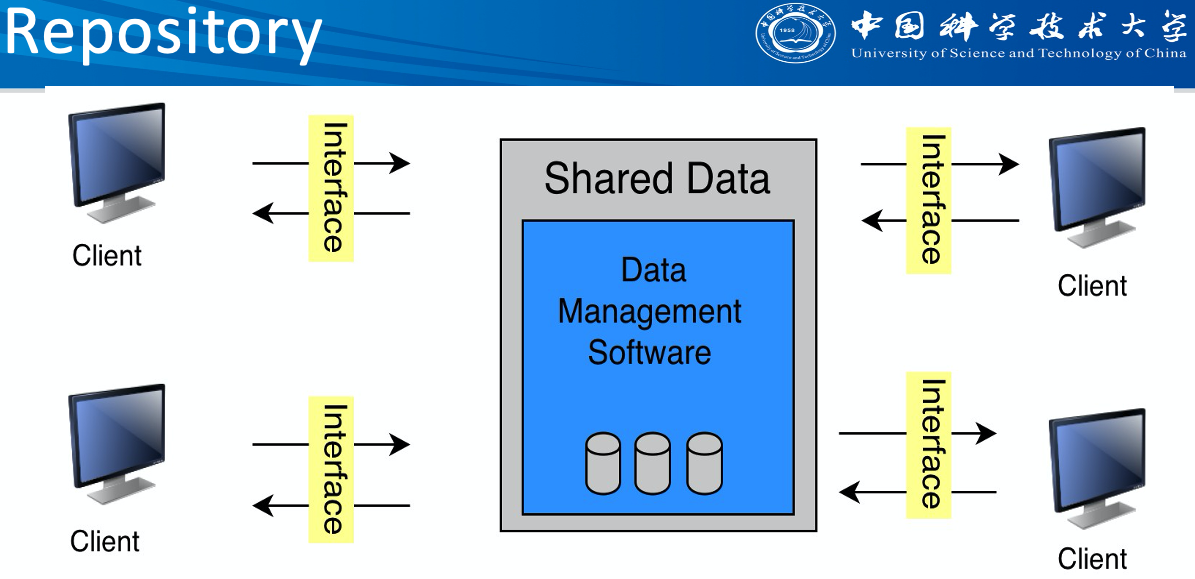 Repository
1958
中国科学技术大学
University of Science and Technology of China
Interface
Client
Shared Data
Data
Management
Software
Interface
Client
Interface
Client
Interface
Client